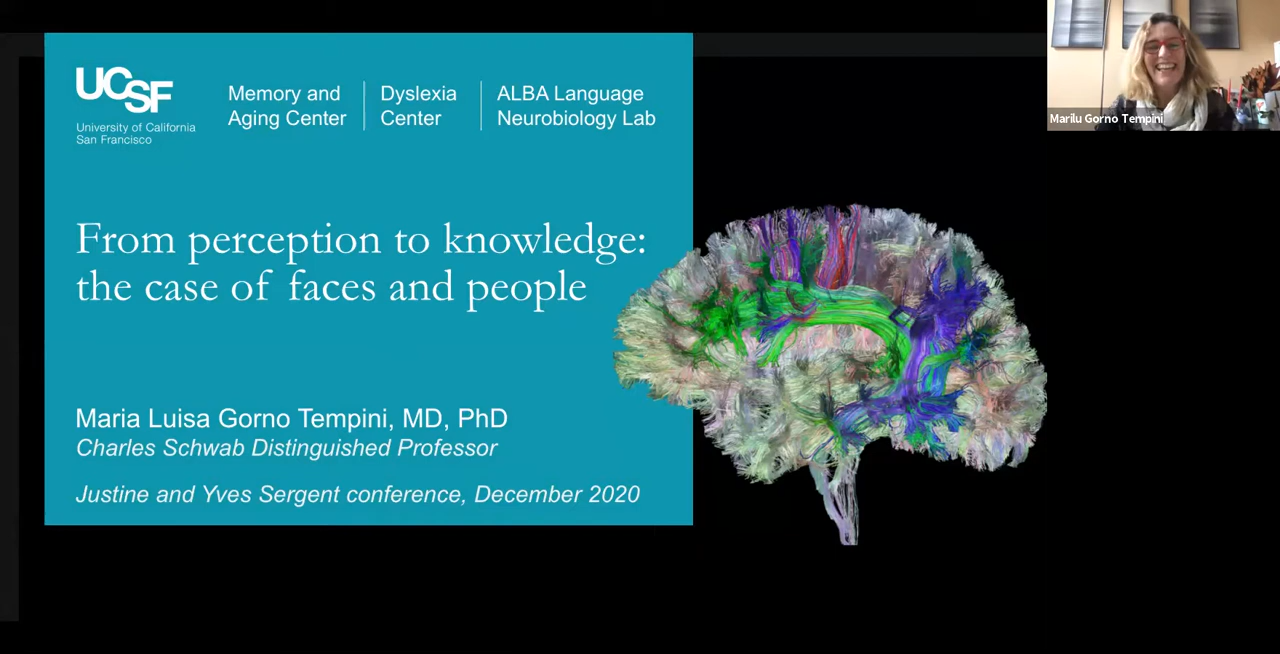 UCSF
University of California
San Francisco
Memory and
Aging Center
Dyslexia
Center
ALBA Language
Neurobiology Lab
From perception to knowledge:
the case of faces and people
Maria Luisa Gorno Tempini, MD, PhD
Charles Schwab Distinguished Professor
Justine and Yves Sergent conference, December 2020
Marilu Gorno Tempini